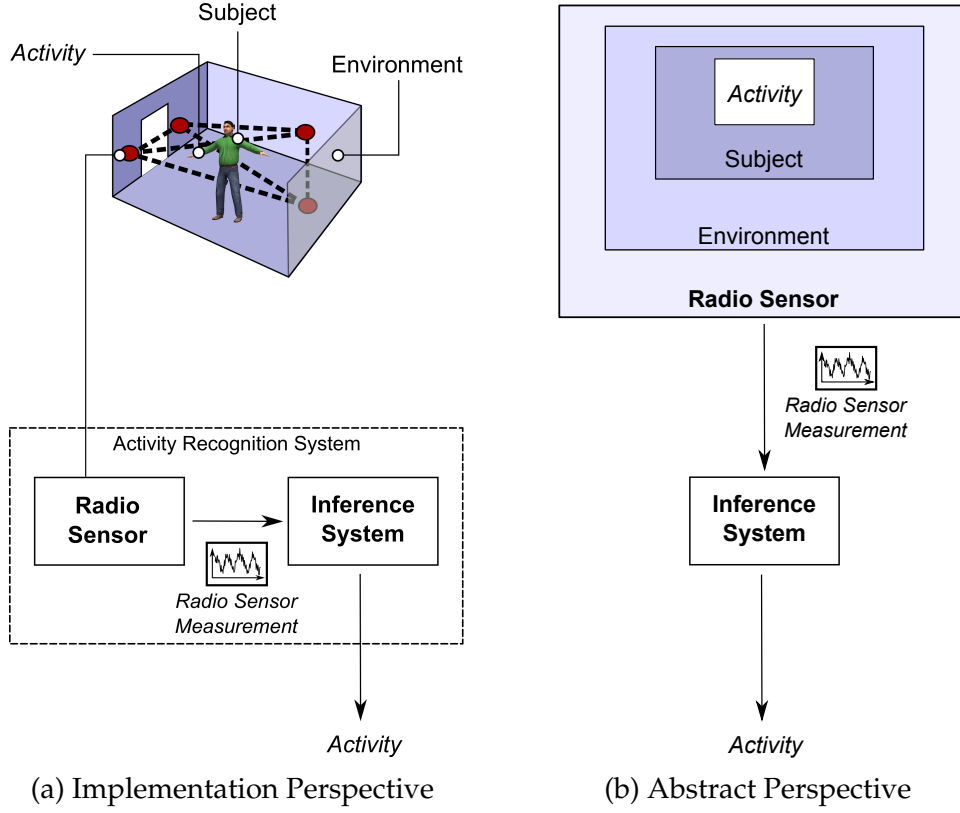 Subject
Activity
Environment
Activity Recognition System
Radio
Sensor
Inference
System
Radio Sensor
Measurement
Activity
(a) Implementation Perspective
Activity
Subject
Environment
Radio Sensor
Radio Sensor
Measurement
Inference
System
Activity
(b) Abstract Perspective